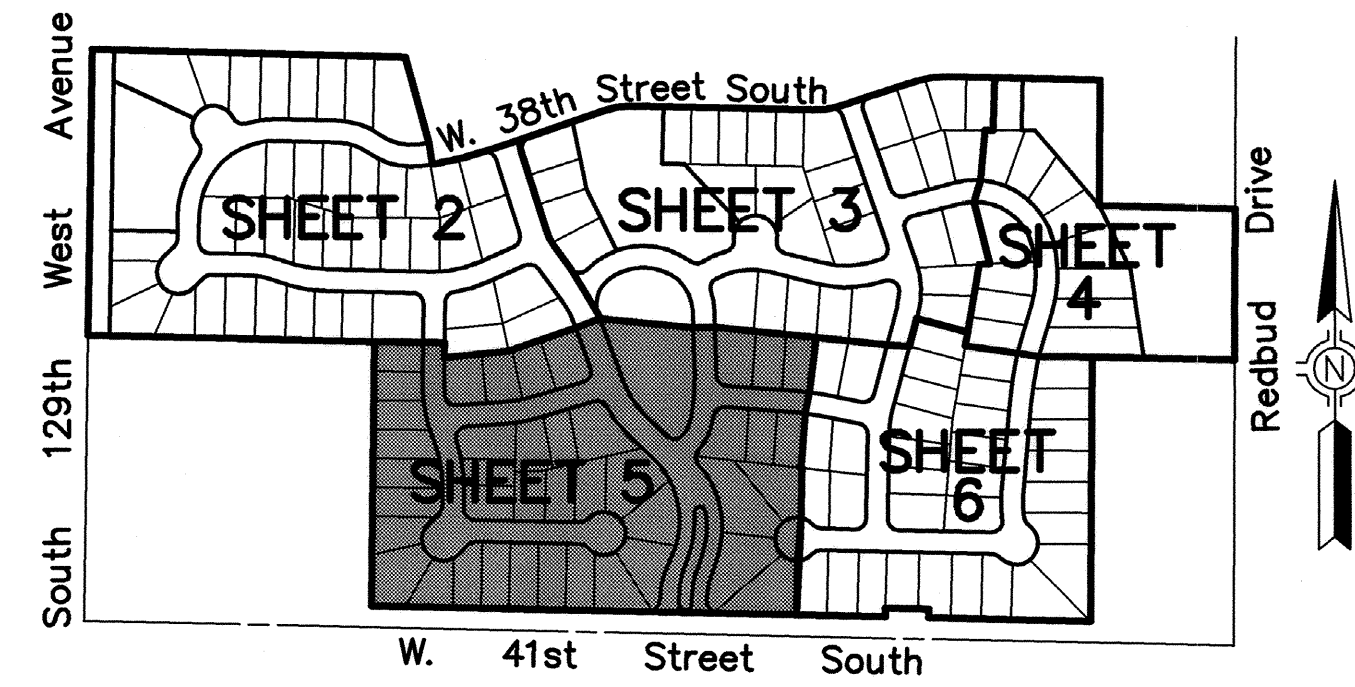 South 129th West Avenue
W. 38th Street South
SHEET 2
SHEET 3
SHEET
4
Redbud Drive
N
SHEET 5
SHEET
6
W. 41st Street South